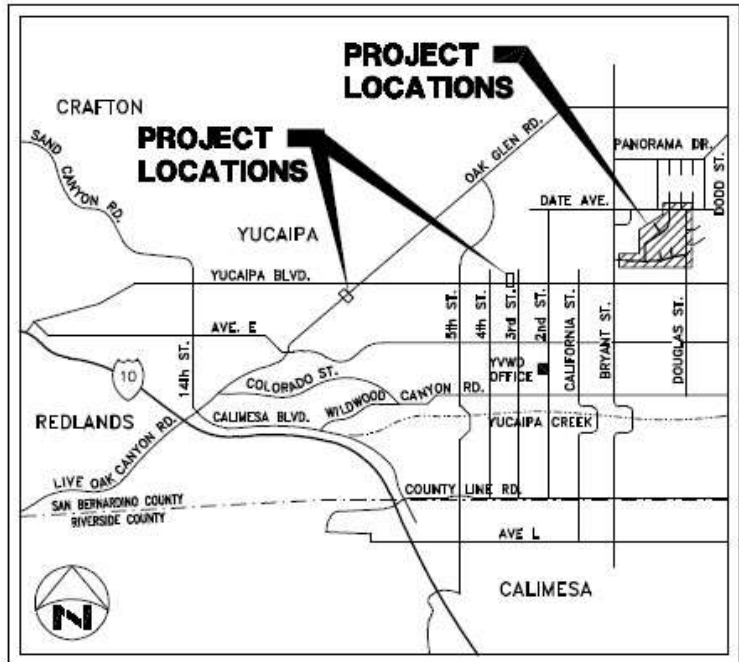 PROJECT
LOCATIONS
CRAFTON
PROJECT
LOCATIONS
SAND
CANYON RD.
OAK GLEN RD.
PANORAMA DR.
DODD ST.
DATE AVE.
YUCAIPA
YUCAIPA BLVD.
AVE. E
14th ST.
5th ST.
4th ST.
3rd ST.
2nd ST.
CALIFORNIA ST.
BRYANT ST.
DOUGLAS ST.
YVWD
OFFICE
10
COLORADO ST.
WILDWOOD CANYON RD.
REDLANDS
CALIMESA BLVD.
YUCAIPA CREEK
LIVE OAK CANYON RD.
COUNTY LINE RD.
SAN BERNARDINO COUNTY
RIVERSIDE COUNTY
AVE L
CALIMESA
N